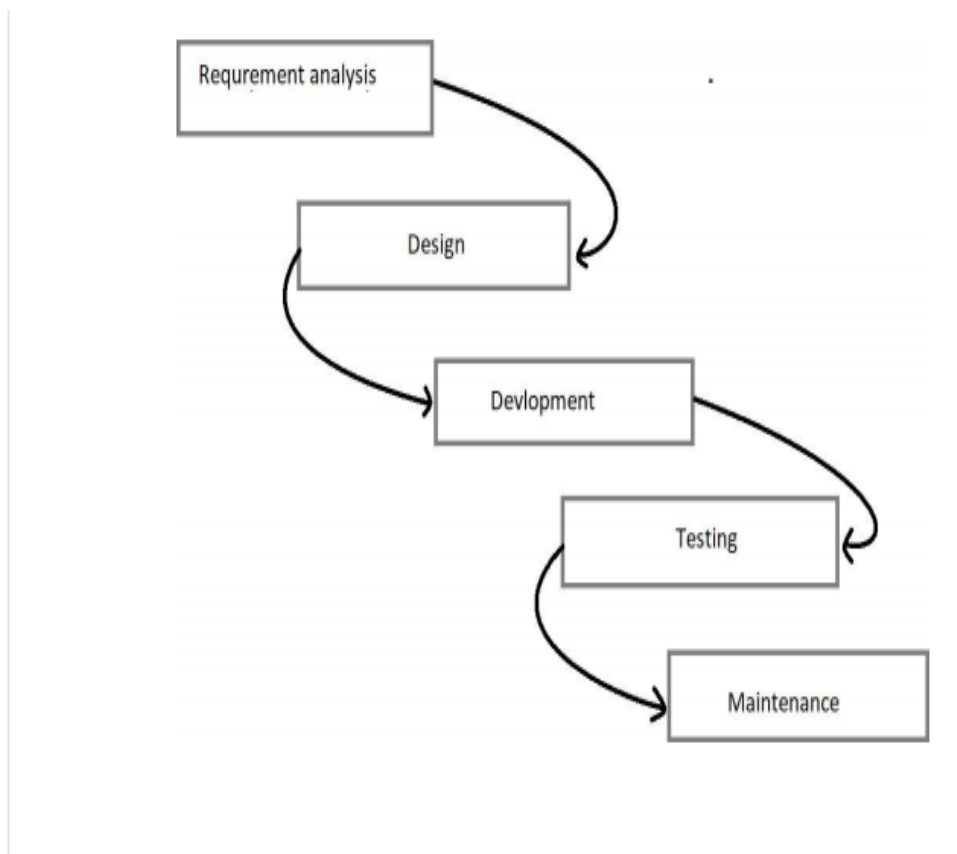 Requrement analysis
Design
Devlopment
Testing
Maintenance